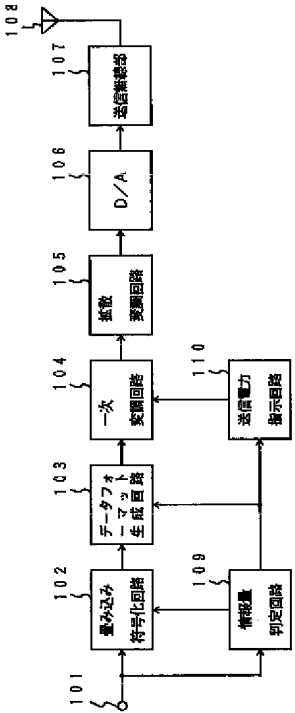 101
102
畳み込み
符号化回路
103
データフォ
ーマット
生成回路
104
一次
変調回路
105
拡散
変調回路
106
D/A
107
送信無線部
108
109
情報量
判定回路
110
送信電力
指示回路